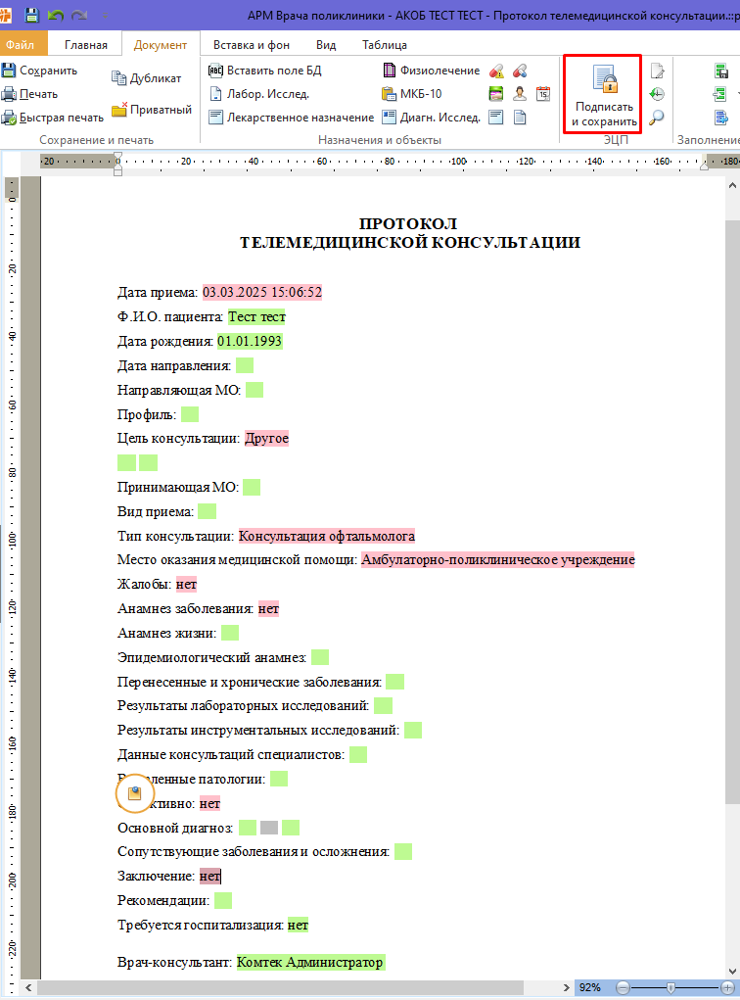 АРМ Врача поликлиники - АКОБ ТЕСТ ТЕСТ - Протокол телемедицинской консультации.::р
Файл Главная Документ Вставка и фон Вид Таблица
Сохранить
Печать
Быстрая печать
Дубликат
Приватный
Сохранение и печать
Вставить поле БД
Лабор. Исслед.
Лекарственное назначение
Физиолечение
МКБ-10
Диагн. Исслед.
15
Назначения и объекты
Подписать
и сохранить
ЭЦП
Заполнение
20 0 20 40 60 80 100 120 140 160 180
0
20
40
60
80
100
120
140
160
180
200
220
ПРОТОКОЛ
ТЕЛЕМЕДИЦИНСКОЙ КОНСУЛЬТАЦИИ
Дата приема: 03.03.2025 15:06:52
Ф.И.О. пациента: Тест тест
Дата рождения: 01.01.1993
Дата направления:
Направляющая МО:
Профиль:
Цель консультации: Другое
Принимающая МО:
Вид приема:
Тип консультации: Консультация офтальмолога
Место оказания медицинской помощи: Амбулаторно-поликлиническое учреждение
Жалобы: нет
Анамнез заболевания: нет
Анамнез жизни:
Эпидемиологический анамнез:
Перенесенные и хронические заболевания:
Результаты лабораторных исследований:
Результаты инструментальных исследований:
Данные консультаций специалистов:
патологии:
нет
Основной диагноз:
Сопутствующие заболевания и осложнения:
Заключение: нет
Рекомендации:
Требуется госпитализация: нет
Врач-консультант: Комтек Администратор
92%